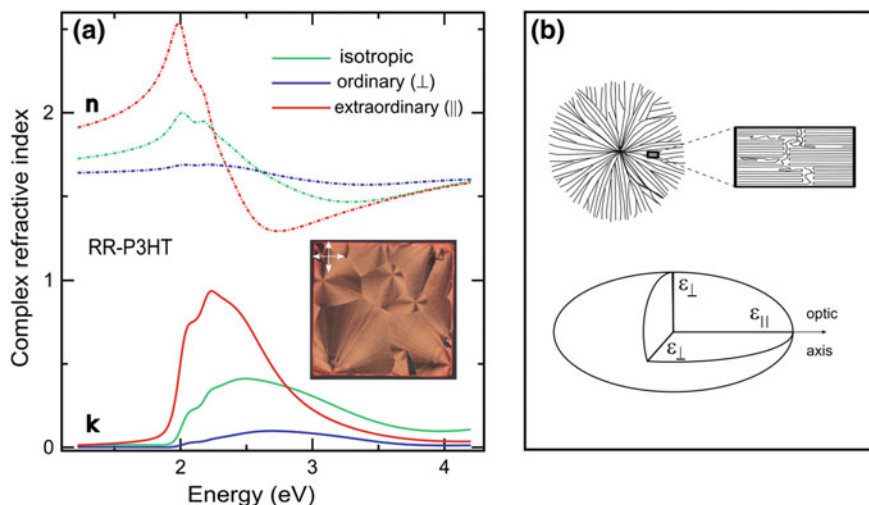 (a)
isotropic
ordinary (⊥)
extraordinary (||)
n
RR-P3HT
k
Complex refractive index
2
1
0
2
3
4
Energy (eV)
(b)
ε⊥
ε||
optic
axis
ε⊥